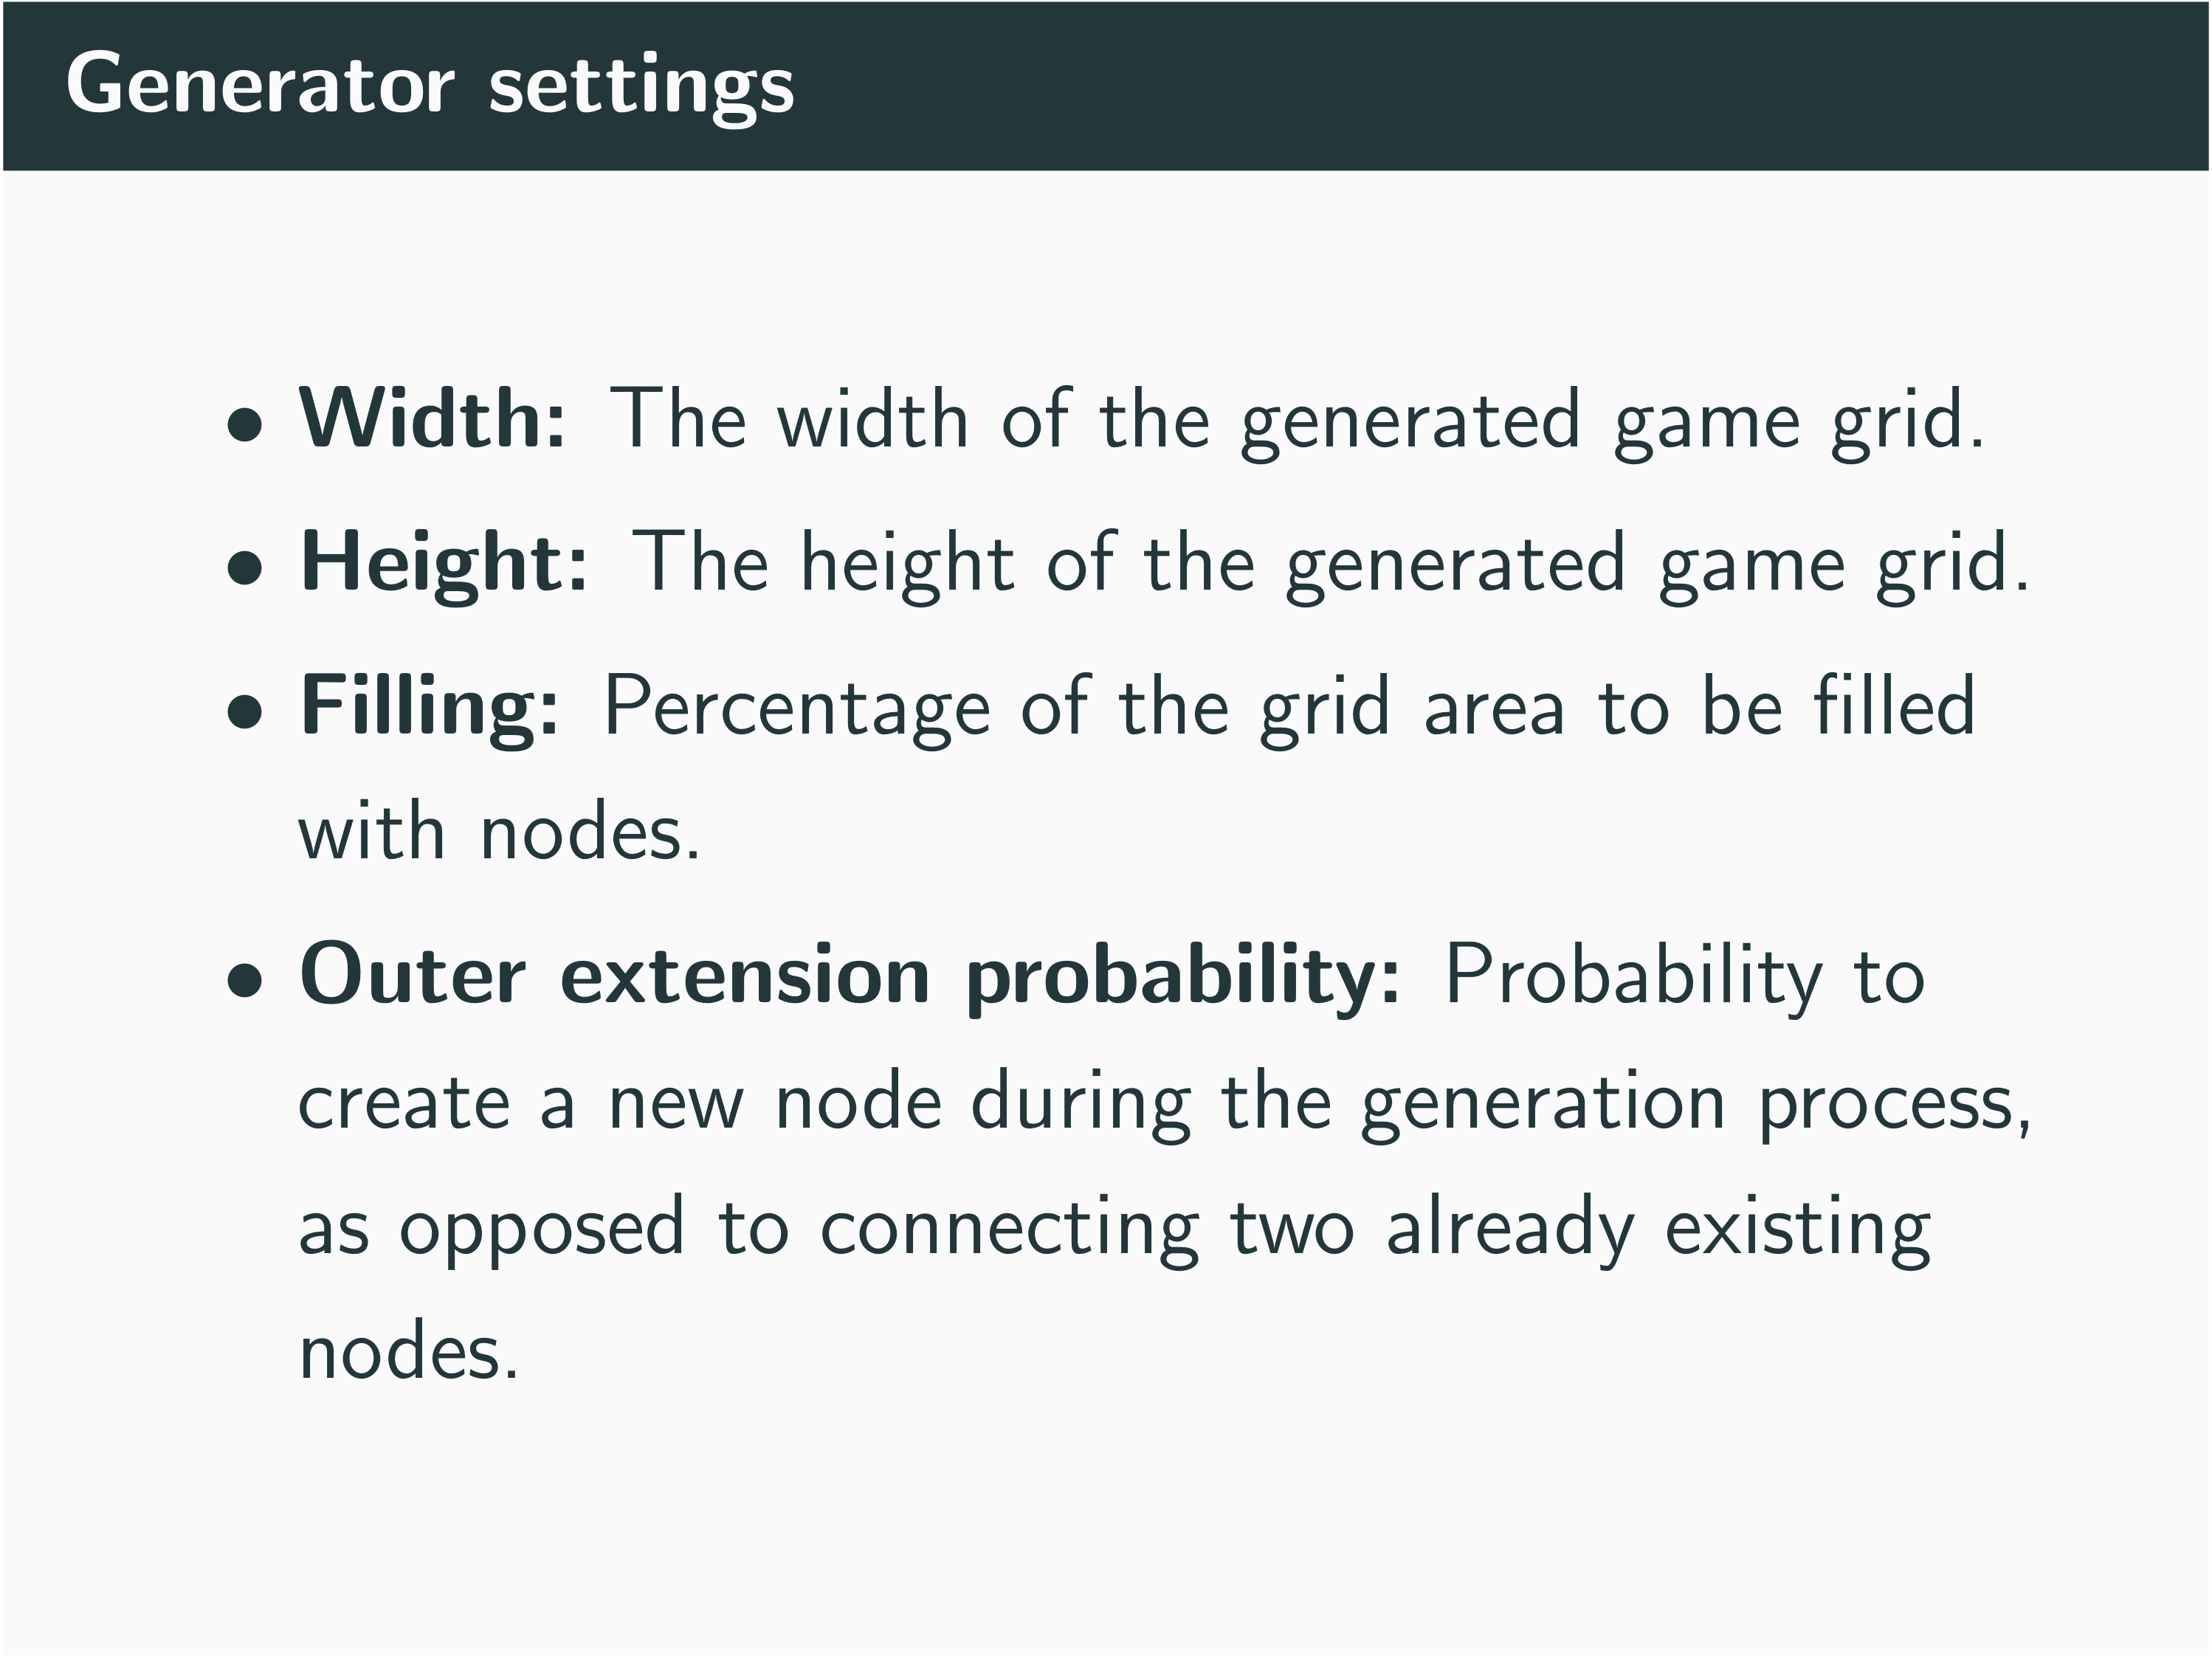 Generator settings
• Width: The width of the generated game grid.
• Height: The height of the generated game grid.
• Filling: Percentage of the grid area to be filled
with nodes.
• Outer extension probability: Probability to
create a new node during the generation process,
as opposed to connecting two already existing
nodes.